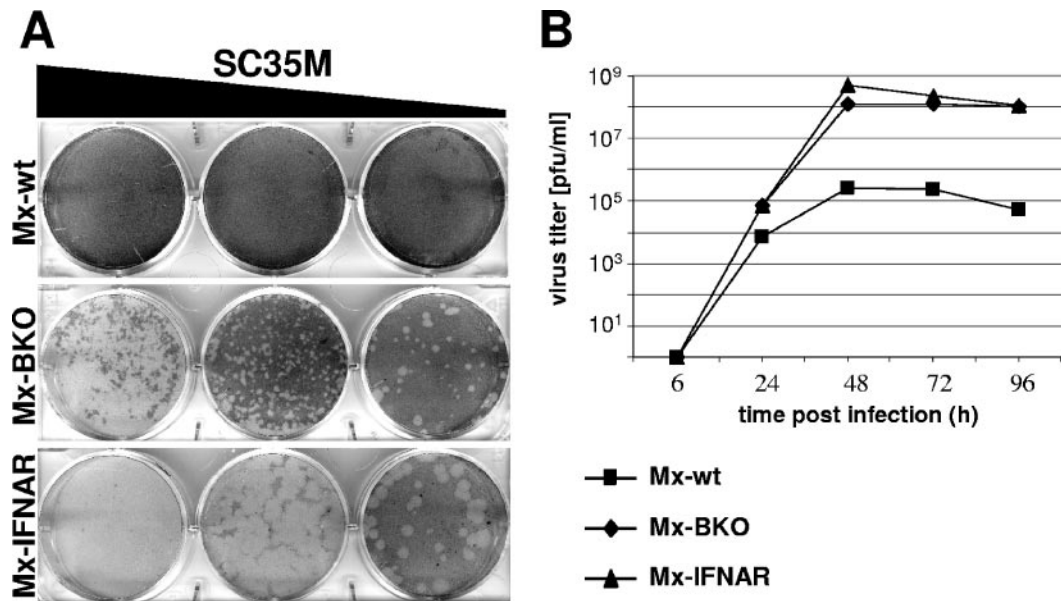 A
SC35M
Mx-wt
Mx-BKO
Mx-IFNAR
B
virus titer [pfu/ml]
10⁹
10⁷
10⁵
10³
10¹
6 24 48 72 96
time post infection (h)
Mx-wt
Mx-BKO
Mx-IFNAR